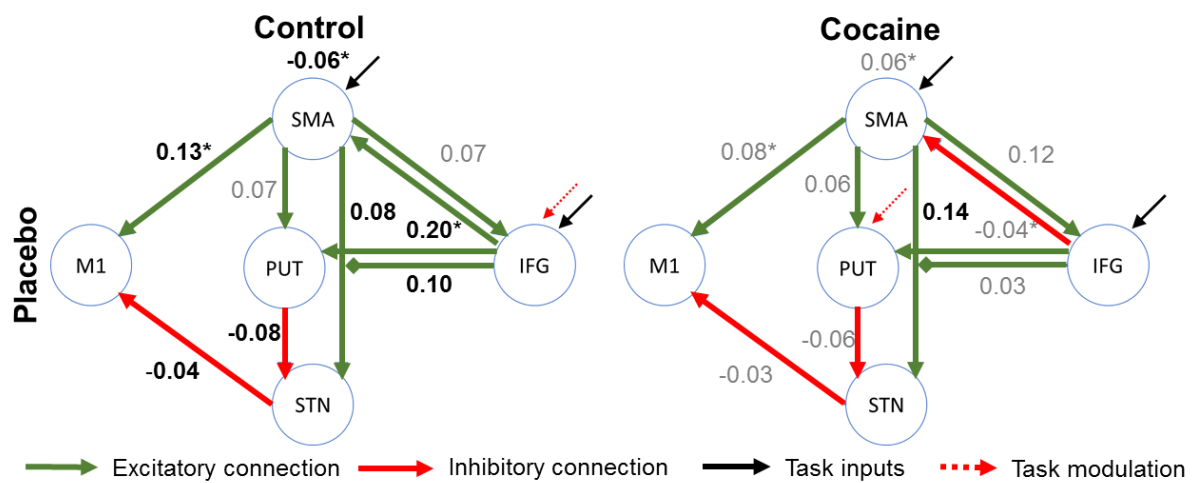 Control
Cocaine
-0.06*
0.06*
SMA
SMA
0.13*
0.07
0.08*
0.12
0.07
0.08
0.06
0.14
0.20*
-0.04*
M1
PUT
IFG
M1
PUT
IFG
0.10
0.03
Placebo
-0.08
-0.06
-0.04
-0.03
STN
STN
Excitatory connection
Inhibitory connection
Task inputs
Task modulation